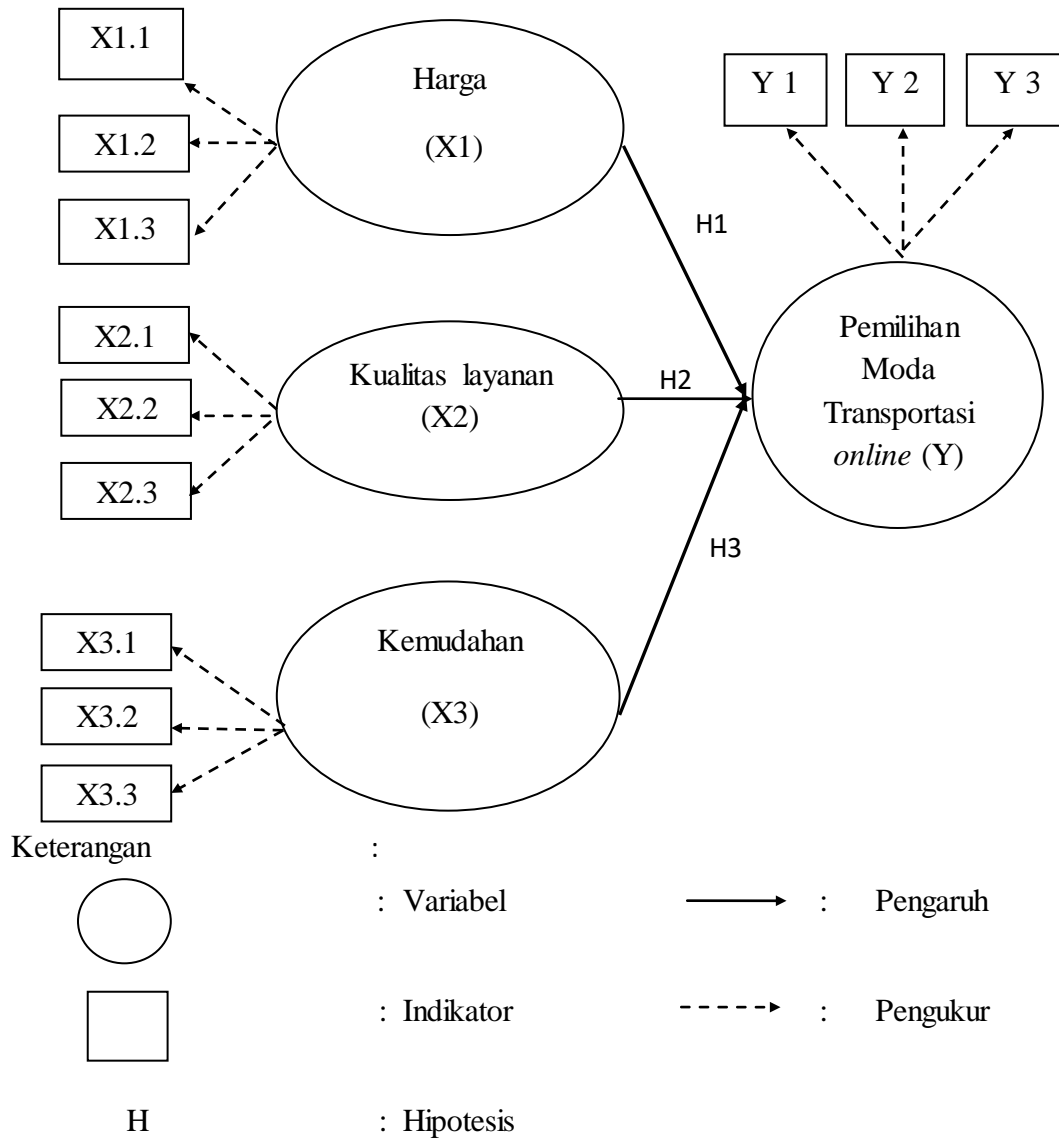 X1.1
X1.2
X1.3
Harga
(X1)
Y 1
Y 2
Y 3
H1
X2.1
X2.2
X2.3
Kualitas layanan
(X2)
H2
Pemilihan
Moda
Transportasi
online (Y)
H3
X3.1
X3.2
X3.3
Kemudahan
(X3)
Keterangan :
: Variabel
: Pengaruh
: Indikator
: Pengukur
H : Hipotesis